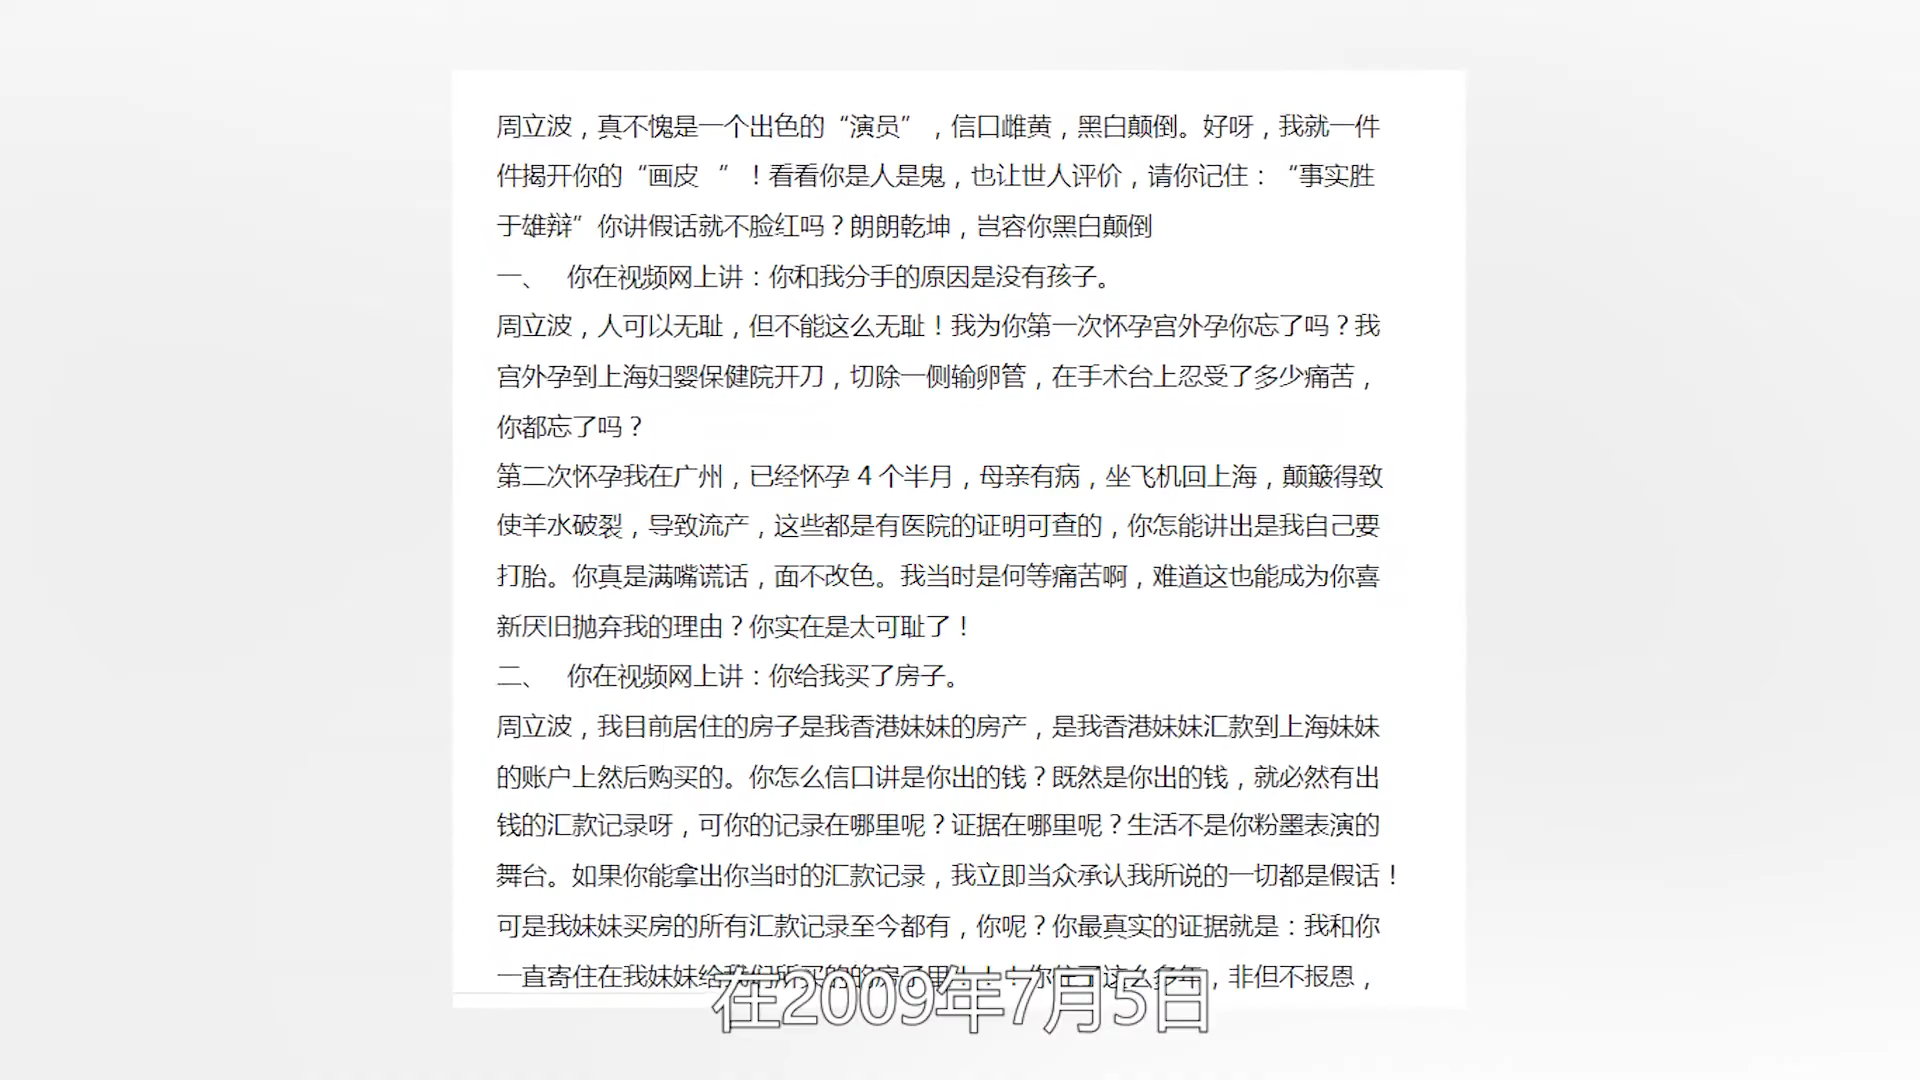 周立波，真不愧是一个出色的“演员”，信口雌黄，黑白颠倒。好呀，我就一件
件揭开你的“画皮 ”！看看你是人是鬼，也让世人评价，请你记住：“事实胜
于雄辩”你讲假话就不脸红吗？朗朗乾坤，岂容你黑白颠倒
一、 你在视频网上讲：你和我分手的原因是没有孩子。
周立波，人可以无耻，但不能这么无耻！我为你第一次怀孕宫外孕你忘了吗？我
宫外孕到上海妇婴保健院开刀，切除一侧输卵管，在手术台上忍受了多少痛苦，
你都忘了吗？
第二次怀孕我在广州，已经怀孕 4 个半月，母亲有病，坐飞机回上海，颠簸得致
使羊水破裂，导致流产，这些都是有医院的证明可查的，你怎能讲出是我自己要
打胎。你真是满嘴谎话，面不改色。我当时是何等痛苦啊，难道这也能成为你喜
新厌旧抛弃我的理由？你实在是太可耻了！
二、 你在视频网上讲：你给我买了房子。
周立波，我目前居住的房子是我香港妹妹的房产，是我香港妹妹汇款到上海妹妹
的账户上然后购买的。你怎么信口讲是你出的钱？既然是你出的钱，就必然有出
钱的汇款记录呀，可你的记录在哪里呢？证据在哪里呢？生活不是你粉墨表演的
舞台。如果你能拿出你当时的汇款记录，我立即当众承认我所说的一切都是假话！
可是我妹妹买房的所有汇款记录至今都有，你呢？你最真实的证据就是：我和你
一直寄住在我妹妹给我们所买的的房子里！！！你住了这么多年，非但不报恩，
在2009年7月5日